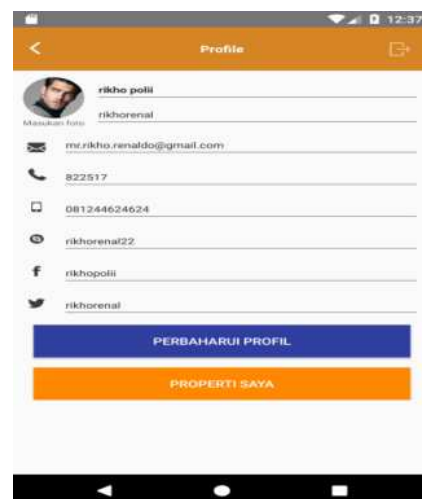 12:37
Profile
rikho polii
Masukan foto
rikhorenal
mr.rikho.renaldo@gmail.com
822517
081244624624
rikhorenal22
rikhopolii
rikhorenal
PERBAHARUI PROFIL
PROPERTI SAYA